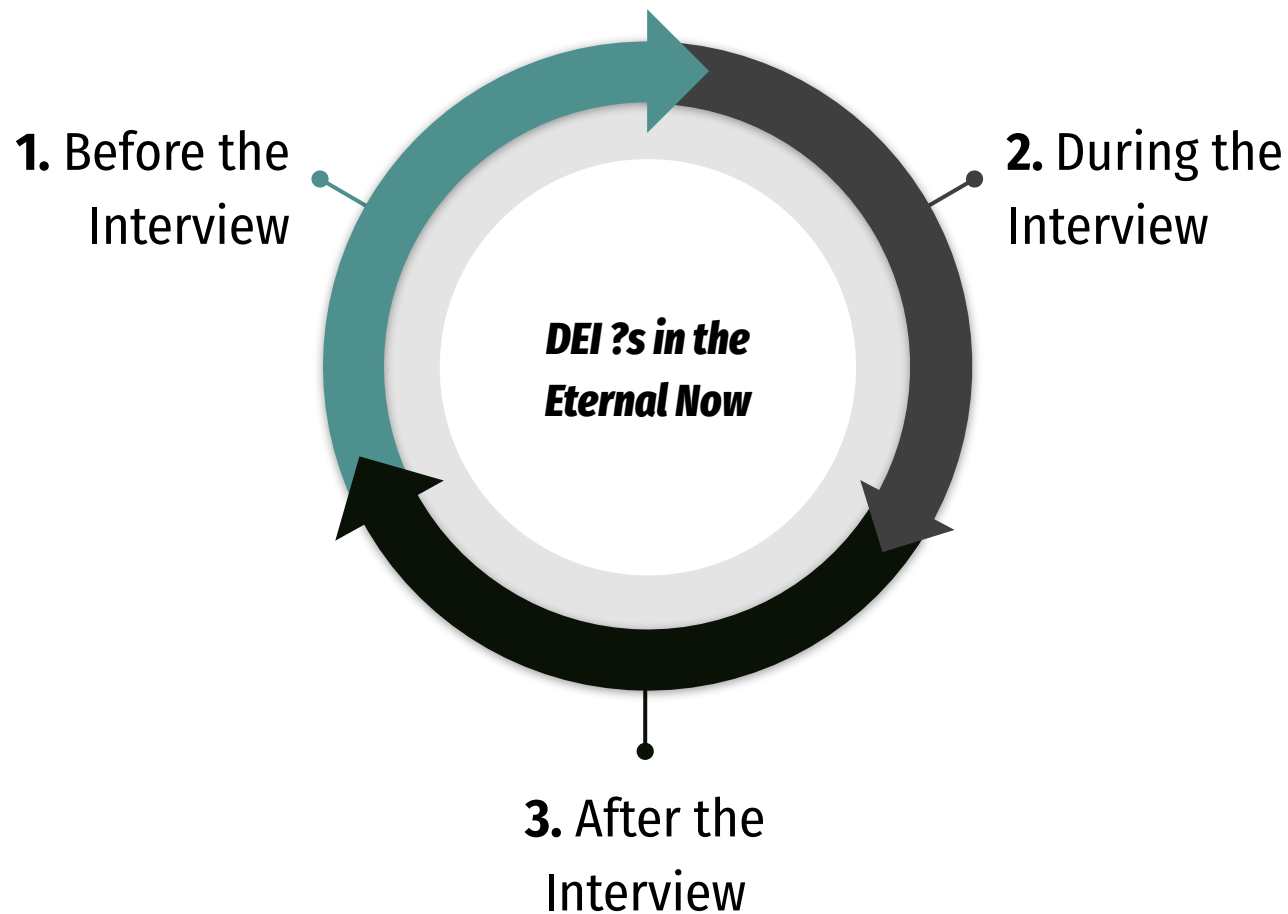 1. Before the
Interview
2. During the
Interview
DEI ?s in the
Eternal Now
3. After the
Interview